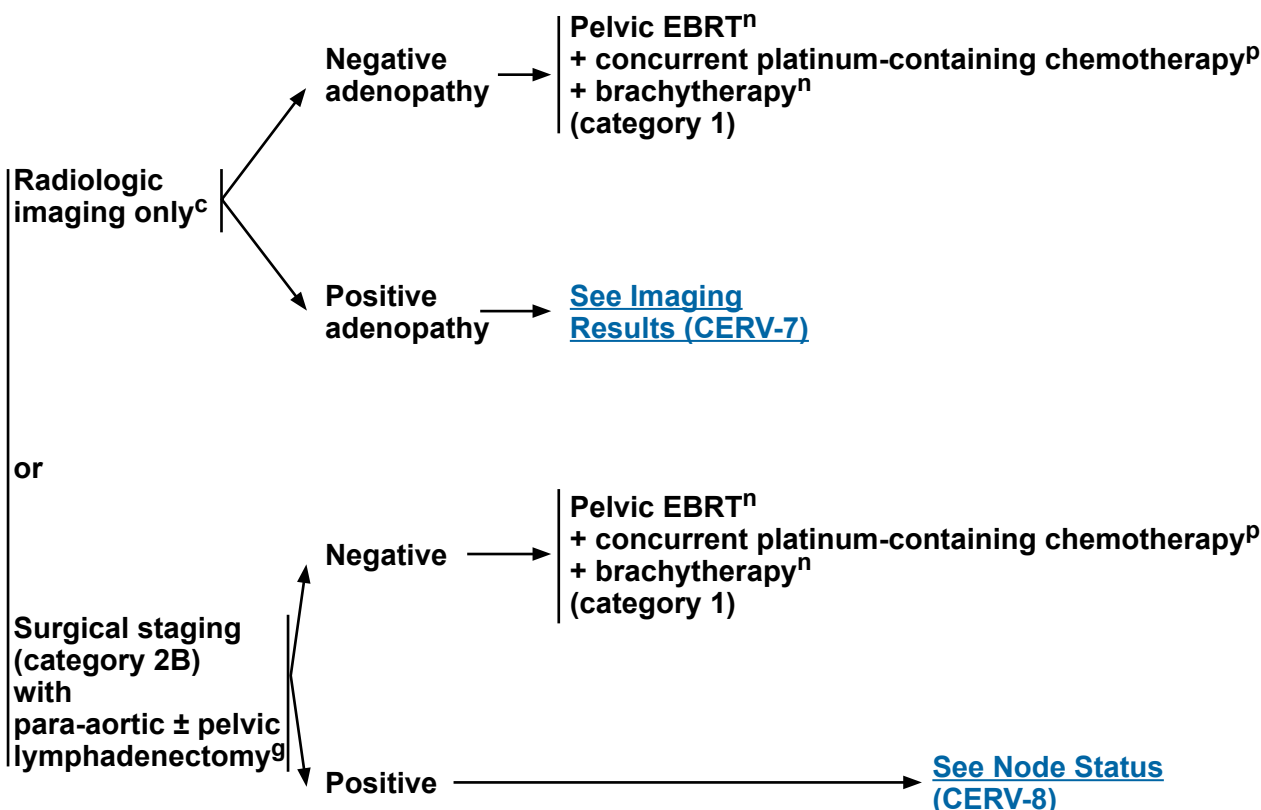 Negative
adenopathy
Pelvic EBRTⁿ
+ concurrent platinum-containing chemotherapyᵖ
+ brachytherapyⁿ
(category 1)
Radiologic
imaging onlyᶜ
Positive
adenopathy
See Imaging
Results (CERV-7)
or
Negative
Pelvic EBRTⁿ
+ concurrent platinum-containing chemotherapyᵖ
+ brachytherapyⁿ
(category 1)
Surgical staging
(category 2B)
with
para-aortic ± pelvic
lymphadenectomyᵍ
Positive
See Node Status
(CERV-8)